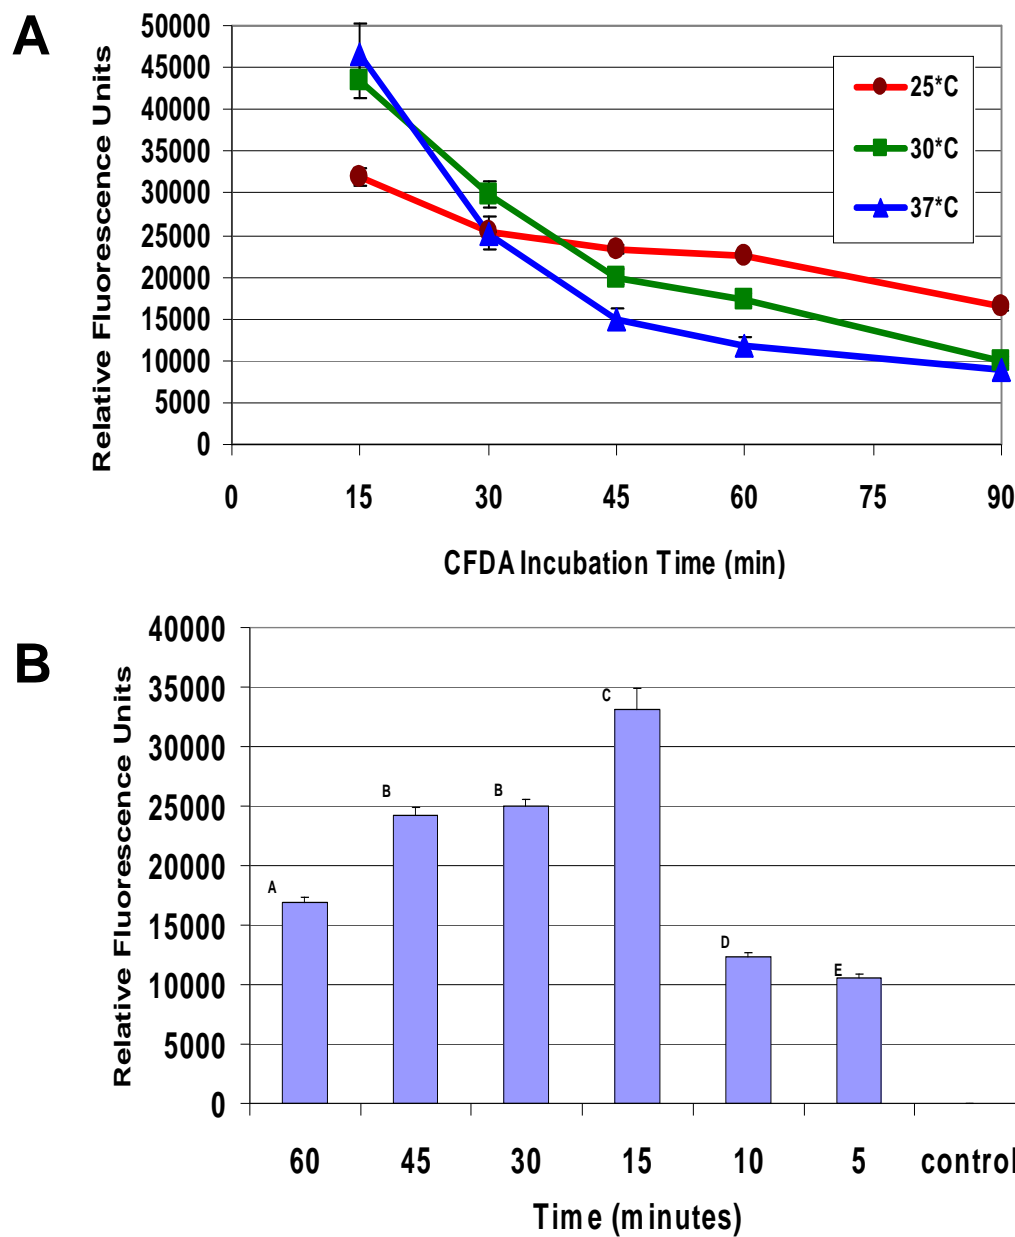 A
Relative Fluorescence Units
50000
45000
40000
35000
30000
25000
20000
15000
10000
5000
0
25*C
30*C
37*C
0 15 30 45 60 75 90
CFDA Incubation Time (min)
B
Relative Fluorescence Units
40000
35000
30000
25000
20000
15000
10000
5000
0
A B B C D E
60 45 30 15 10 5 control
Time (minutes)